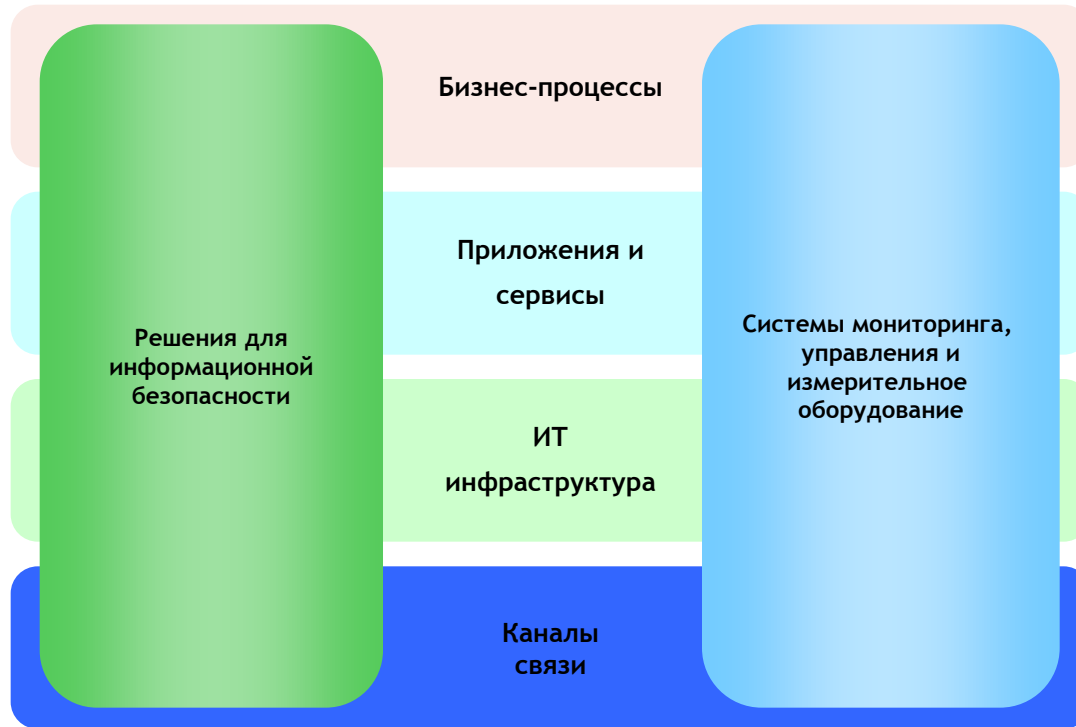 Бизнес-процессы
Приложения и
сервисы
Решения для
информационной
безопасности
Системы мониторинга,
управления и
измерительное
оборудование
ИТ
инфраструктура
Каналы
связи